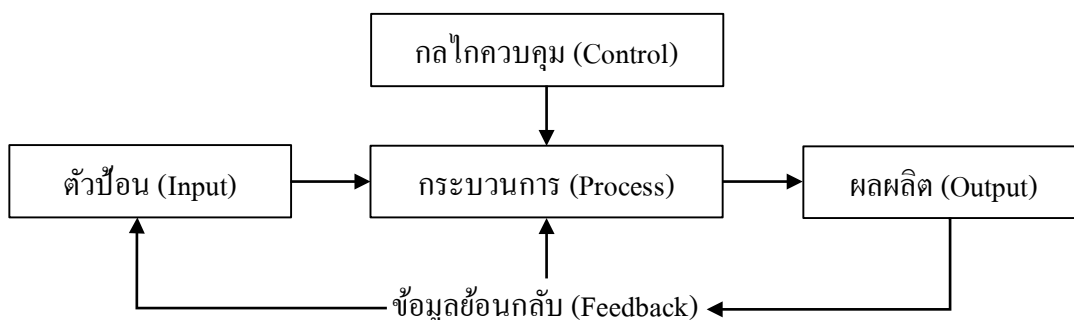 กลไกควบคุม (Control)
ตัวป้อน (Input)
กระบวนการ (Process)
ผลผลิต (Output)
ข้อมูลย้อนกลับ (Feedback)